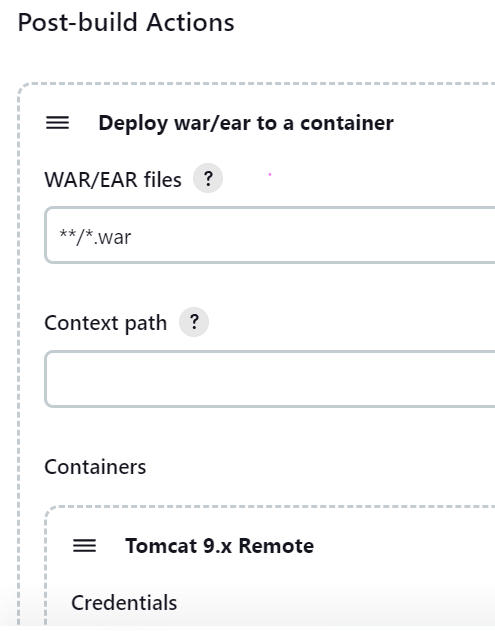 Post-build Actions
Deploy war/ear to a container
WAR/EAR files ?
**/*.war
Context path ?
Containers
Tomcat 9.x Remote
Credentials